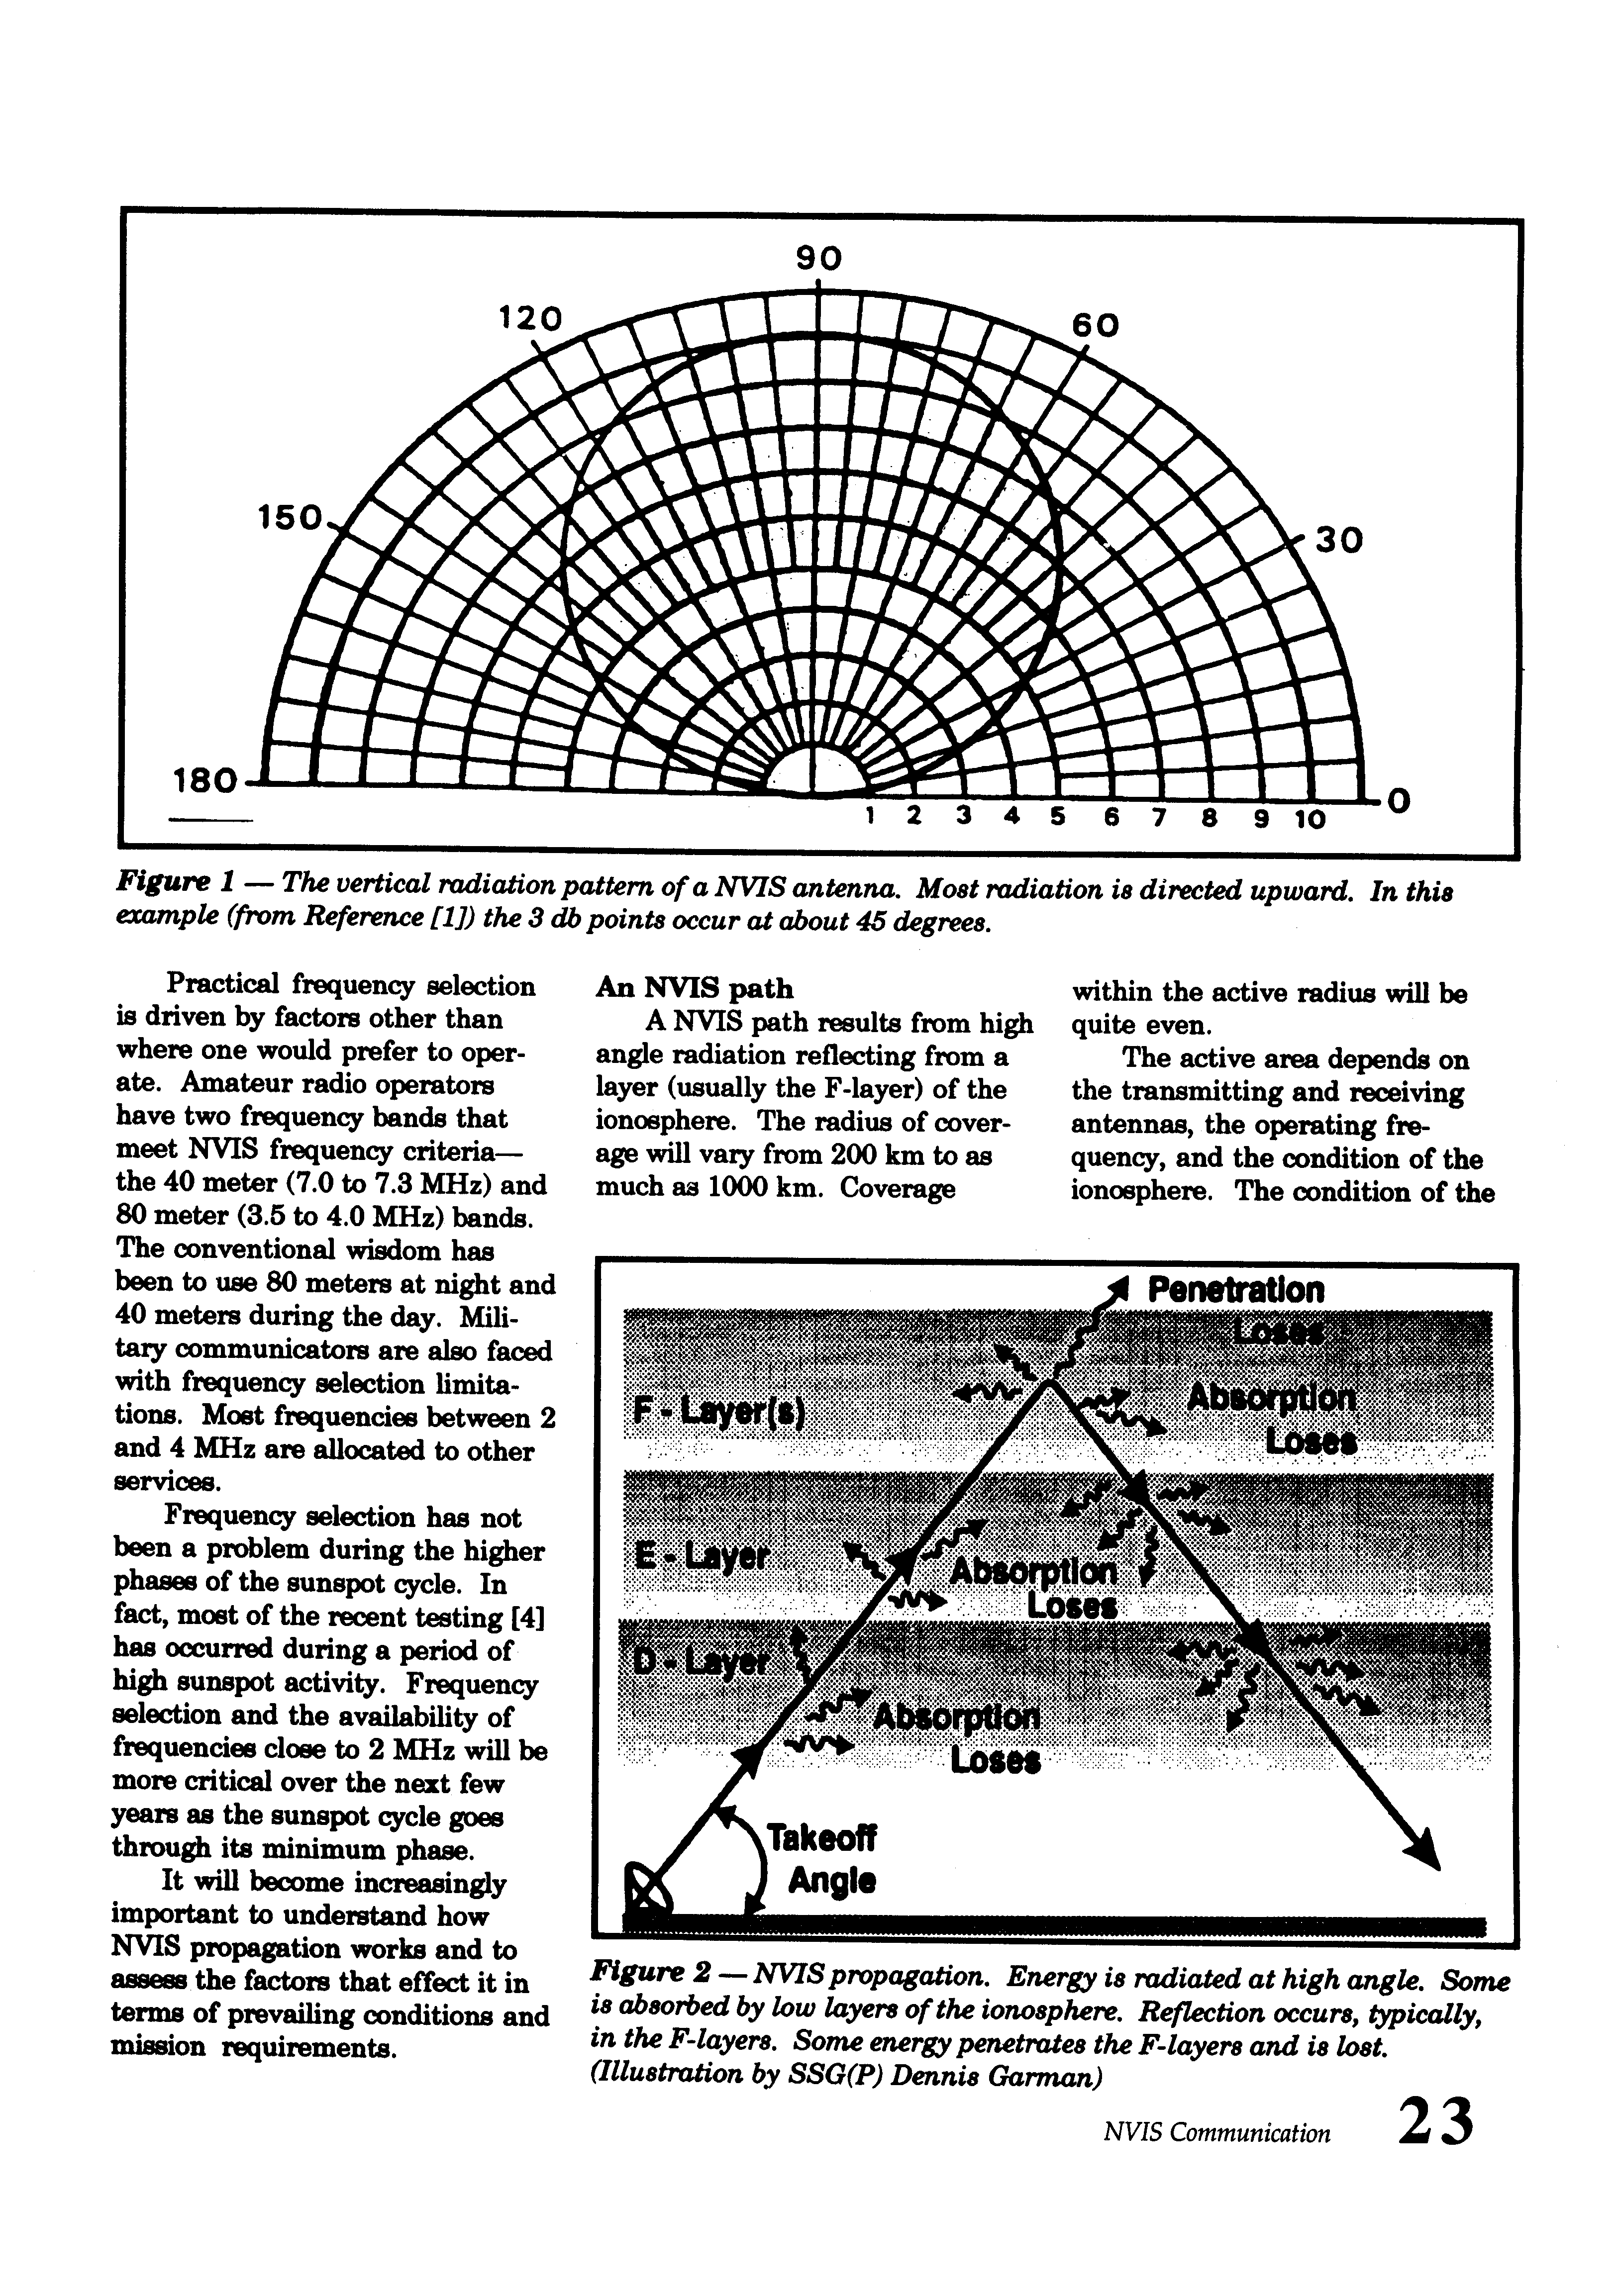 90
120
60
150
30
180
0
1 2 3 4 5 6 7 8 9 10
Figure 1 — The vertical radiation pattern of a NVIS antenna. Most radiation is directed upward. In this
example (from Reference [1]) the 3 db points occur at about 45 degrees.
Practical frequency selection
is driven by factors other than
where one would prefer to oper-
ate. Amateur radio operators
have two frequency bands that
meet NVIS frequency criteria—
the 40 meter (7.0 to 7.3 MHz) and
80 meter (3.5 to 4.0 MHz) bands.
The conventional wisdom has
been to use 80 meters at night and
40 meters during the day. Mili-
tary communicators are also faced
with frequency selection limita-
tions. Most frequencies between 2
and 4 MHz are allocated to other
services.
Frequency selection has not
been a problem during the higher
phases of the sunspot cycle. In
fact, most of the recent testing [4]
has occurred during a period of
high sunspot activity. Frequency
selection and the availability of
frequencies close to 2 MHz will be
more critical over the next few
years as the sunspot cycle goes
through its minimum phase.
It will become increasingly
important to understand how
NVIS propagation works and to
assess the factors that effect it in
terms of prevailing conditions and
mission requirements.
An NVIS path
A NVIS path results from high
angle radiation reflecting from a
layer (usually the F-layer) of the
ionosphere. The radius of cover-
age will vary from 200 km to as
much as 1000 km. Coverage
within the active radius will be
quite even.
The active area depends on
the transmitting and receiving
antennas, the operating fre-
quency, and the condition of the
ionosphere. The condition of the
Penetration
Loses
F - Layer(s)
Absorption
Loses
E - Layer
Absorption
Loses
D - Layer
Absorption
Loses
Takeoff
Angle
Figure 2 — NVIS propagation. Energy is radiated at high angle. Some
is absorbed by low layers of the ionosphere. Reflection occurs, typically,
in the F-layers. Some energy penetrates the F-layers and is lost.
(Illustration by SSG(P) Dennis Garman)
NVIS Communication 23